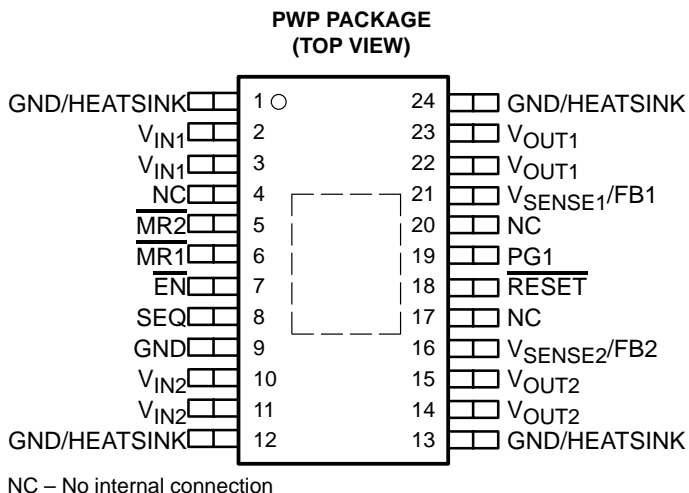 PWP PACKAGE
(TOP VIEW)
GND/HEATSINK 1 24 GND/HEATSINK
VIN1 2 23 VOUT1
VIN1 3 22 VOUT1
NC 4 21 VSENSE1/FB1
MR2 5 20 NC
MR1 6 19 PG1
EN 7 18 RESET
SEQ 8 17 NC
GND 9 16 VSENSE2/FB2
VIN2 10 15 VOUT2
VIN2 11 14 VOUT2
GND/HEATSINK 12 13 GND/HEATSINK
NC – No internal connection